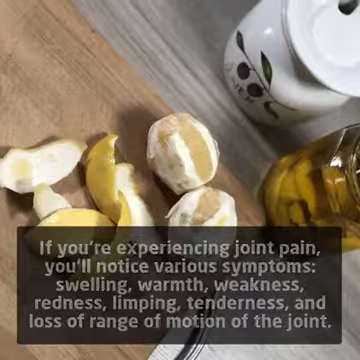 If you're experiencing joint pain,
you'll notice various symptoms:
swelling, warmth, weakness,
redness, limping, tenderness, and
loss of range of motion of the joint.